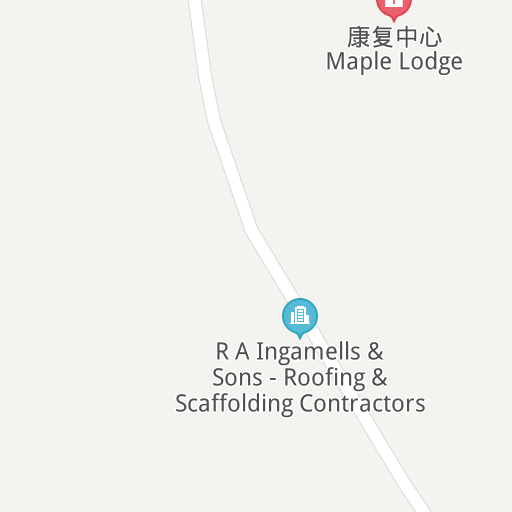 康复中心
Maple Lodge
R A Ingamells &
Sons - Roofing &
Scaffolding Contractors